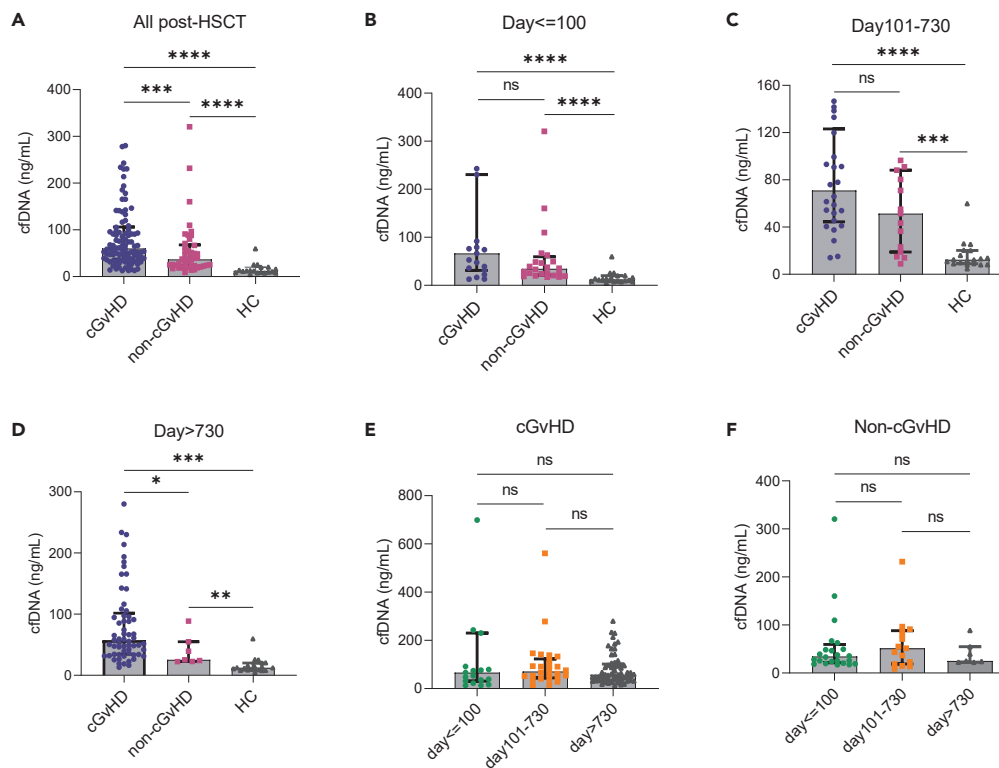 A
All post-HSCT
****
***
****
cfDNA (ng/mL)
400
300
200
100
0
cGvHD
non-cGvHD
HC
B
Day<=100
****
ns
****
cfDNA (ng/mL)
400
300
200
100
0
cGvHD
non-cGvHD
HC
C
Day101-730
****
ns
***
cfDNA (ng/mL)
160
120
80
40
0
cGvHD
non-cGvHD
HC
D
Day>730
***
*
**
cfDNA (ng/mL)
300
200
100
0
cGvHD
non-cGvHD
HC
E
cGvHD
ns
ns
ns
cfDNA (ng/mL)
800
600
400
200
0
day<=100
day101-730
day>730
F
Non-cGvHD
ns
ns
ns
cfDNA (ng/mL)
400
300
200
100
0
day<=100
day101-730
day>730